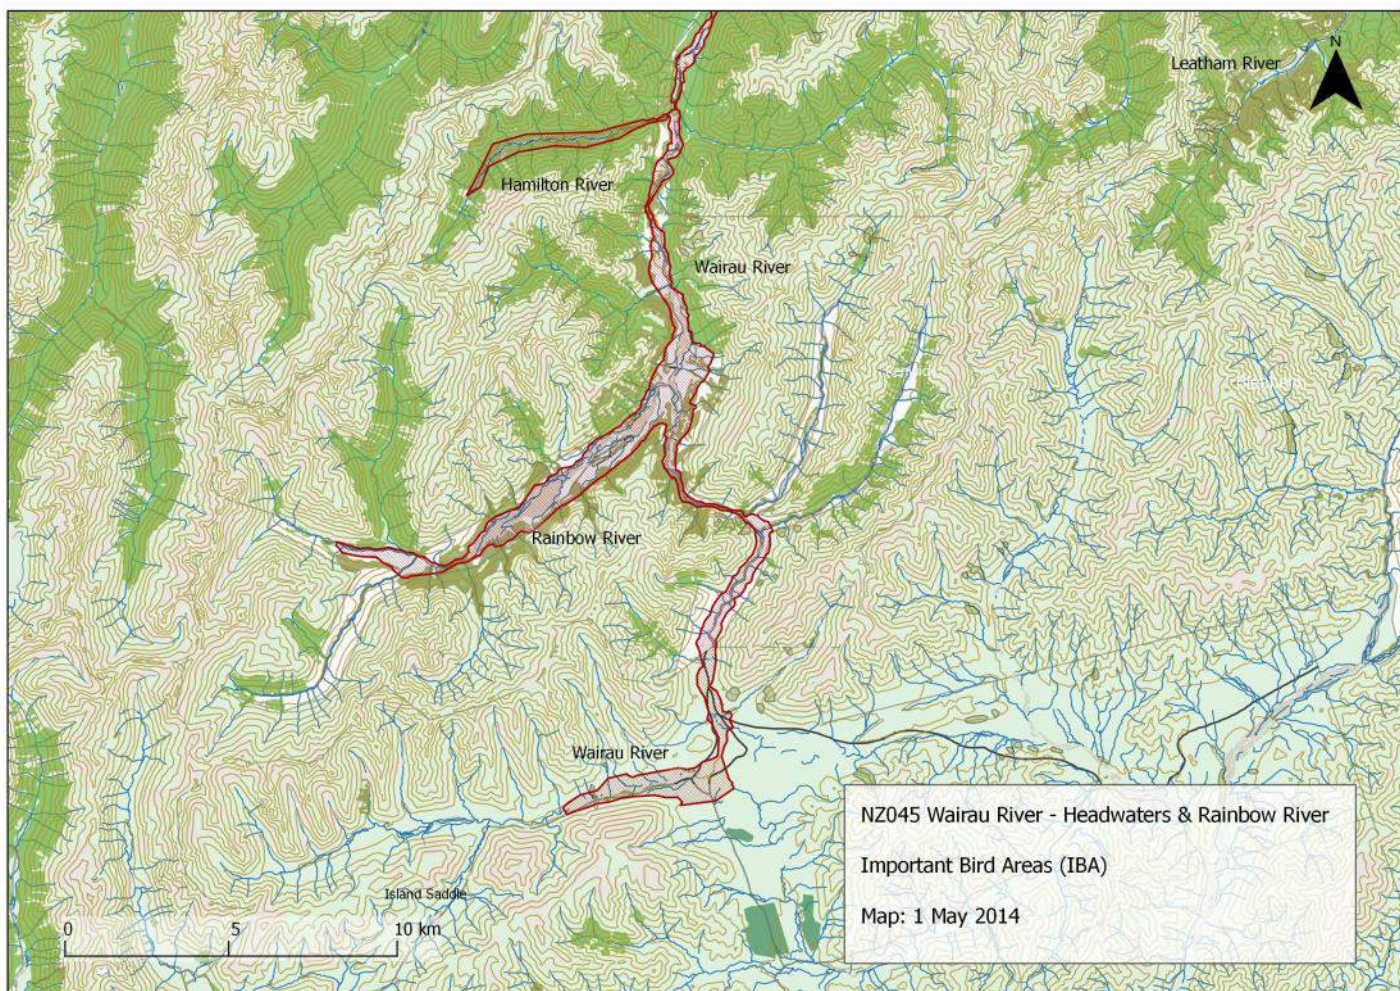 N
Leatham River
Hamilton River
Wairau River
Rainbow River
Wairau River
Island Saddle
0
5
10 km
NZ045 Wairau River - Headwaters & Rainbow River
Important Bird Areas (IBA)
Map: 1 May 2014